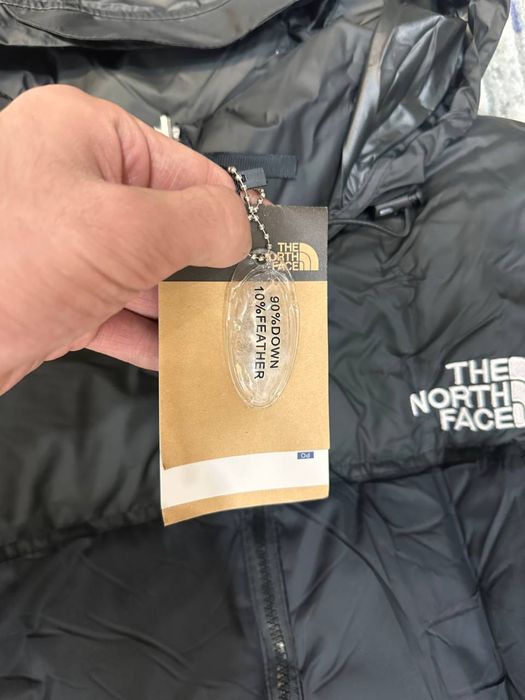 THE
NORTH
FACE
90%DOWN
10%FEATHER
THE
NORTH
FACE